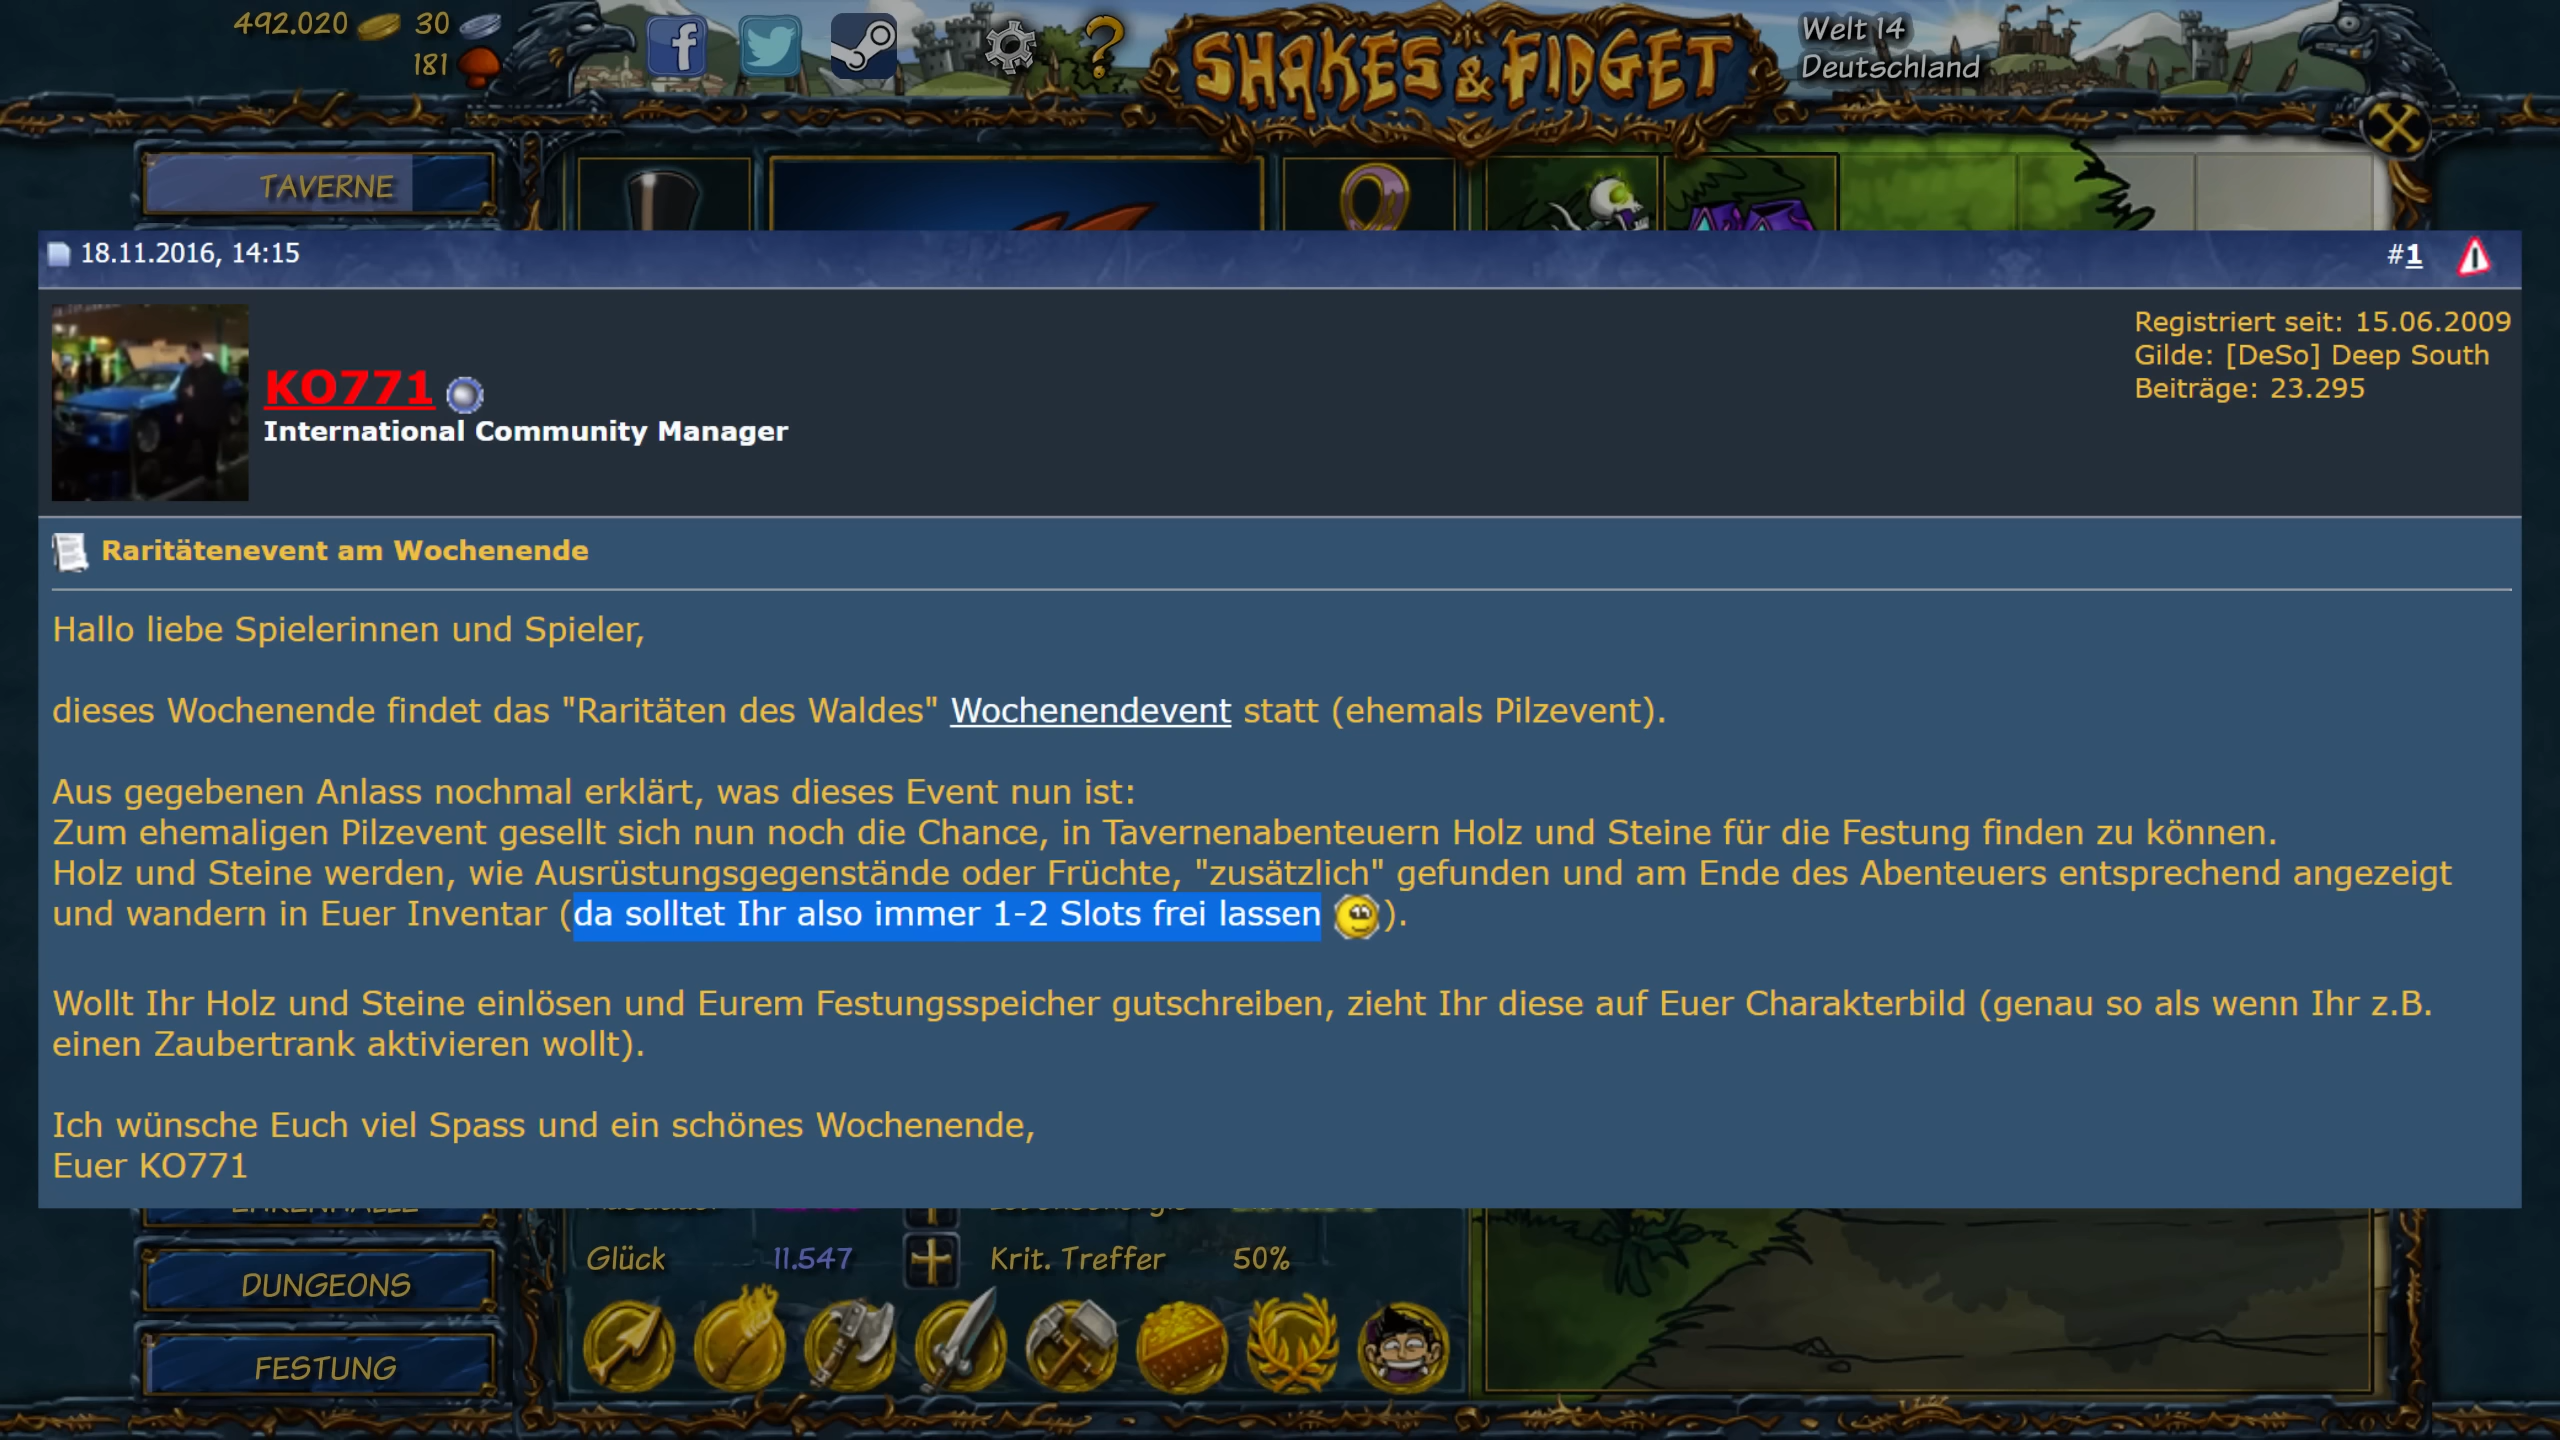 492.020 30
181
f
?
SHAKES & FIDGET
Welt 14
Deutschland
TAVERNE
18.11.2016, 14:15
#1
KO771
International Community Manager
Registriert seit: 15.06.2009
Gilde: [DeSo] Deep South
Beiträge: 23.295
Raritätenevent am Wochenende
Hallo liebe Spielerinnen und Spieler,
dieses Wochenende findet das "Raritäten des Waldes" Wochenendevent statt (ehemals Pilzevent).
Aus gegebenen Anlass nochmal erklärt, was dieses Event nun ist:
Zum ehemaligen Pilzevent gesellt sich nun noch die Chance, in Tavernenabenteuern Holz und Steine für die Festung finden zu können.
Holz und Steine werden, wie Ausrüstungsgegenstände oder Früchte, "zusätzlich" gefunden und am Ende des Abenteuers entsprechend angezeigt
und wandern in Euer Inventar (da solltet Ihr also immer 1-2 Slots frei lassen ).
Wollt Ihr Holz und Steine einlösen und Eurem Festungsspeicher gutschreiben, zieht Ihr diese auf Euer Charakterbild (genau so als wenn Ihr z.B.
einen Zaubertrank aktivieren wollt).
Ich wünsche Euch viel Spass und ein schönes Wochenende,
Euer KO771
Glück 11.547 Krit. Treffer 50%
DUNGEONS
FESTUNG